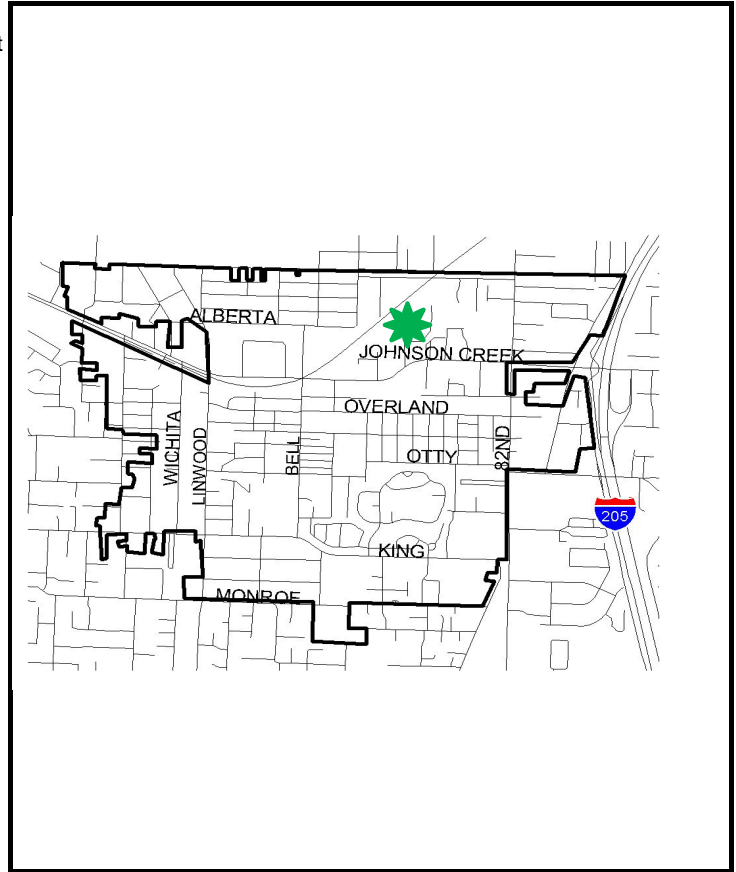 t
ALBERTA
JOHNSON CREEK
OVERLAND
WICHITA
LINWOOD
BELL
OTTY
82ND
205
KING
MONROE